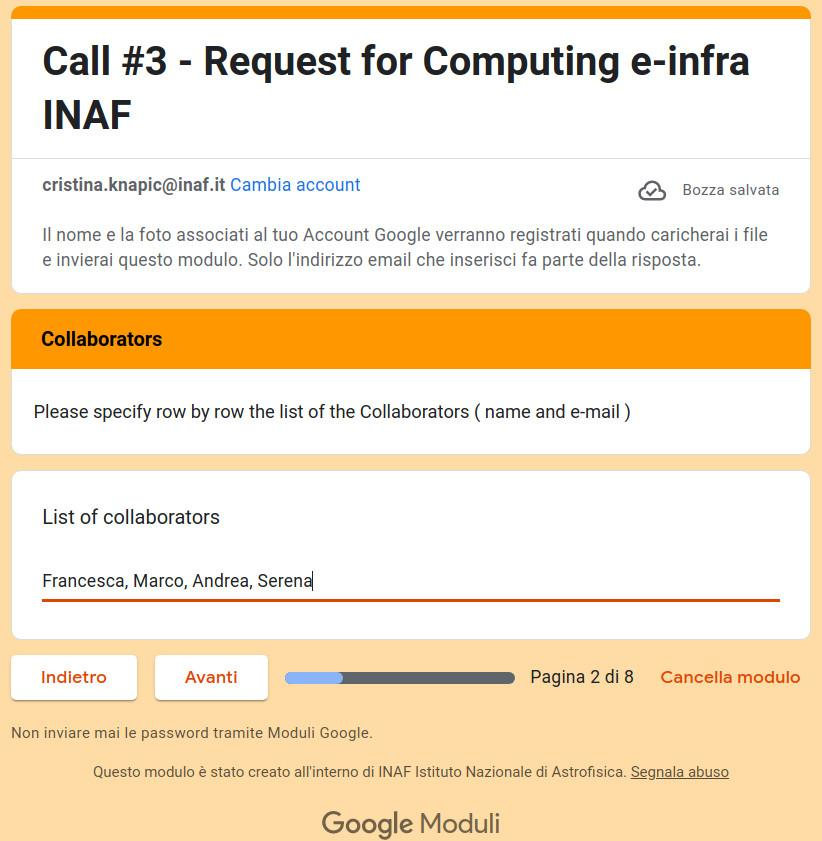 Call #3 - Request for Computing e-infra
INAF
cristina.knapic@inaf.it Cambia account
Bozza salvata
Il nome e la foto associati al tuo Account Google verranno registrati quando caricherai i file
e invierai questo modulo. Solo l'indirizzo email che inserisci fa parte della risposta.
Collaborators
Please specify row by row the list of the Collaborators ( name and e-mail )
List of collaborators
Francesca, Marco, Andrea, Serena
Indietro
Avanti
Pagina 2 di 8
Cancella modulo
Non inviare mai le password tramite Moduli Google.
Questo modulo è stato creato all'interno di INAF Istituto Nazionale di Astrofisica. Segnala abuso
Google Moduli